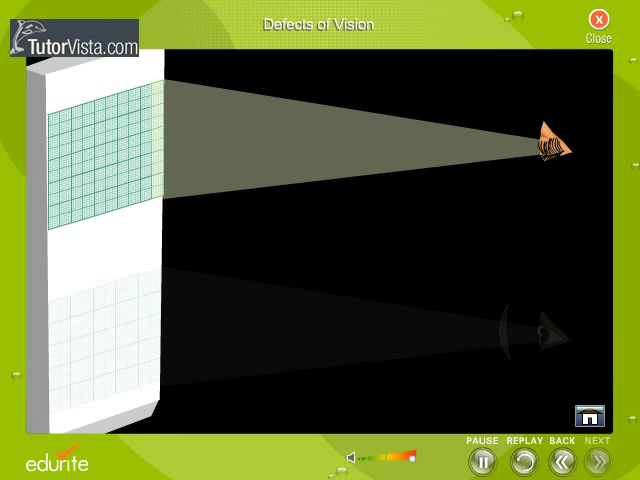 Defects of Vision
TutorVista.com
Close
PAUSE REPLAY BACK NEXT
edurite